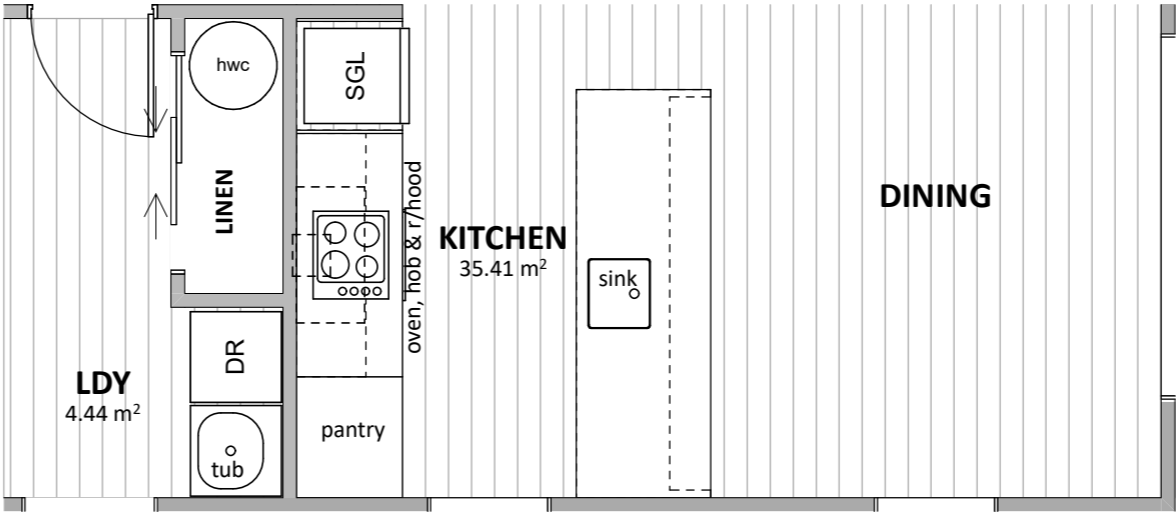 hwc
SGL
LINEN
oven, hob & r/hood
KITCHEN
35.41 m²
DINING
sink
DR
LDY
4.44 m²
pantry
tub